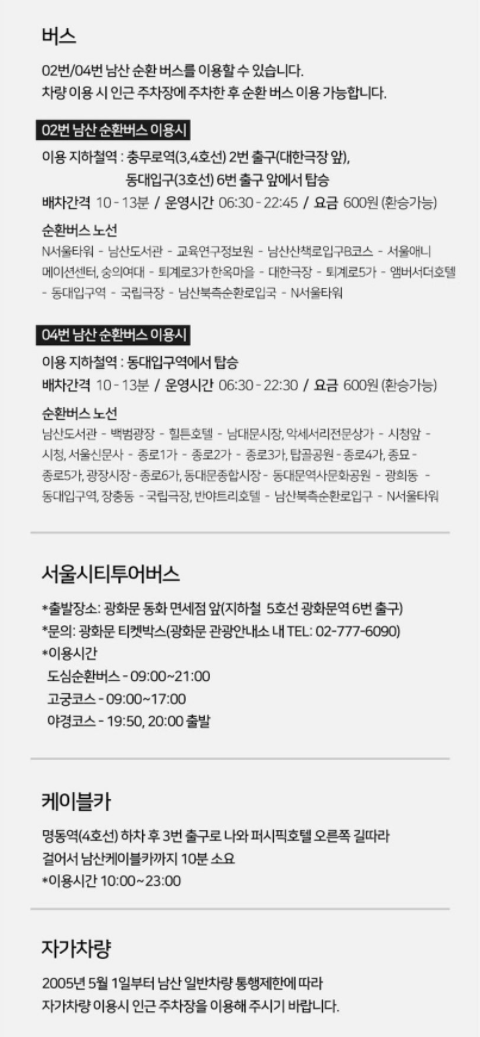 버스
02번/04번 남산 순환 버스를 이용할 수 있습니다.
차량 이용 시 인근 주차장에 주차한 후 순환 버스 이용 가능합니다.
02번 남산 순환버스 이용시
이용 지하철역 : 충무로역(3,4호선) 2번 출구(대한극장 앞),
동대입구(3호선) 6번 출구 앞에서 탑승
배차간격 10 - 13분 / 운영시간 06:30 - 22:45 / 요금 600원 (환승가능)
순환버스 노선
N서울타워 - 남산도서관 - 교육연구정보원 - 남산산책로입구B코스 - 서울애니
메이션센터, 숭의여대 - 퇴계로3가 한옥마을 - 대한극장 - 퇴계로5가 - 앰버서더호텔
- 동대입구역 - 국립극장 - 남산북측순환로입국 - N서울타워
04번 남산 순환버스 이용시
이용 지하철역 : 동대입구역에서 탑승
배차간격 10 - 13분 / 운영시간 06:30 - 22:30 / 요금 600원 (환승가능)
순환버스 노선
남산도서관 - 백범광장 - 힐튼호텔 - 남대문시장, 악세서리전문상가 - 시청앞 -
시청, 서울신문사 - 종로1가 - 종로2가 - 종로3가, 탑골공원 - 종로4가, 종묘 -
종로5가, 광장시장 - 종로6가, 동대문종합시장 - 동대문역사문화공원 - 광희동 -
동대입구역, 장충동 - 국립극장, 반야트리호텔 - 남산북측순환로입구 - N서울타워
서울시티투어버스
*출발장소: 광화문 동화 면세점 앞(지하철 5호선 광화문역 6번 출구)
*문의: 광화문 티켓박스(광화문 관광안내소 내 TEL: 02-777-6090)
*이용시간
도심순환버스 - 09:00~21:00
고궁코스 - 09:00~17:00
야경코스 - 19:50, 20:00 출발
케이블카
명동역(4호선) 하차 후 3번 출구로 나와 퍼시픽호텔 오른쪽 길따라
걸어서 남산케이블카까지 10분 소요
*이용시간 10:00~23:00
자가차량
2005년 5월 1일부터 남산 일반차량 통행제한에 따라
자가차량 이용시 인근 주차장을 이용해 주시기 바랍니다.